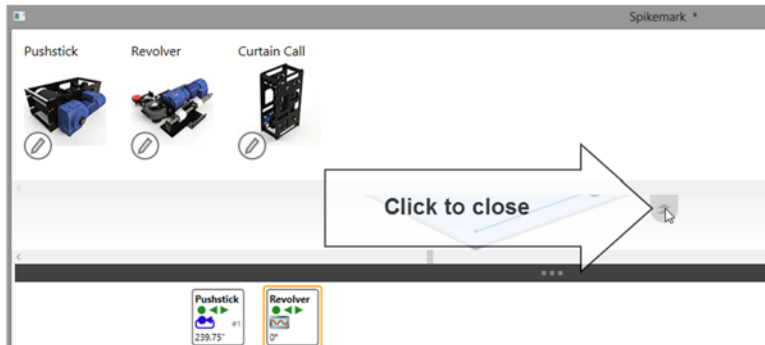 Spikemark *
Pushstick
Revolver
Curtain Call
Click to close
Pushstick
#1
239.75"
Revolver
0°